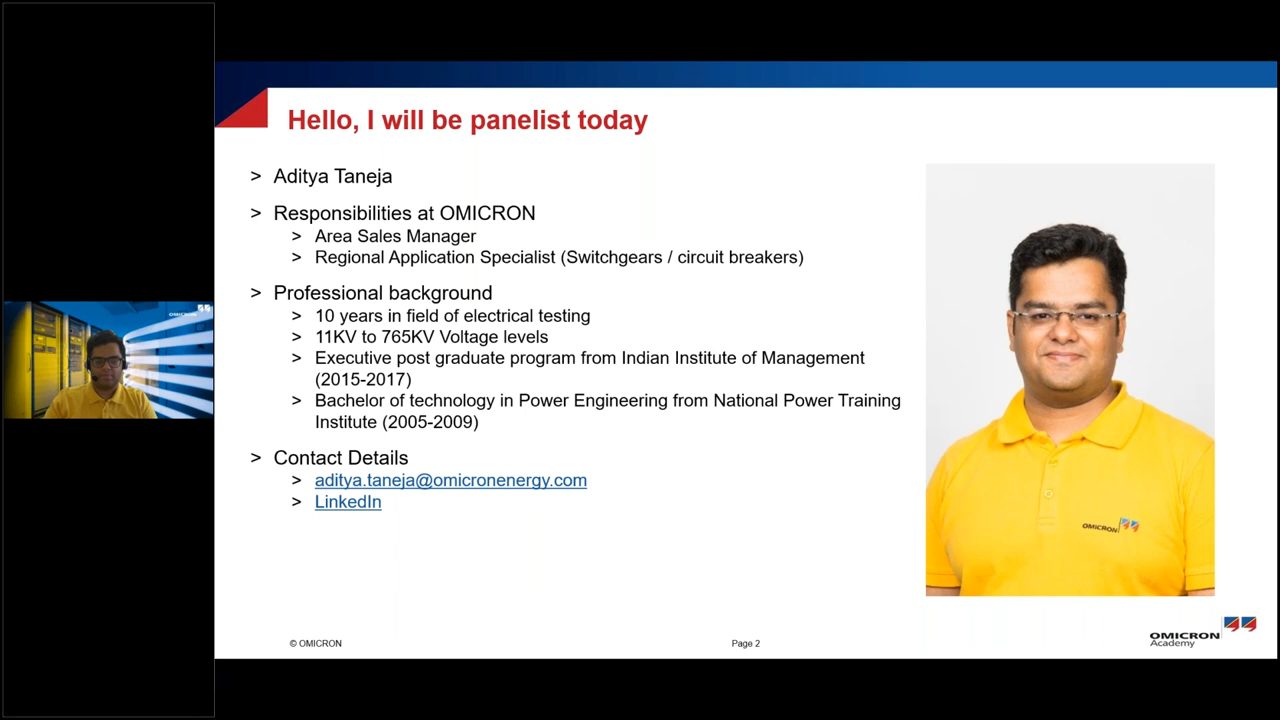 Hello, I will be panelist today
> Aditya Taneja
> Responsibilities at OMICRON
> Area Sales Manager
> Regional Application Specialist (Switchgears / circuit breakers)
> Professional background
> 10 years in field of electrical testing
> 11KV to 765KV Voltage levels
> Executive post graduate program from Indian Institute of Management
(2015-2017)
> Bachelor of technology in Power Engineering from National Power Training
Institute (2005-2009)
> Contact Details
> aditya.taneja@omicronenergy.com
> LinkedIn
OMICRON
OMICRON
© OMICRON
Page 2
OMICRON
Academy